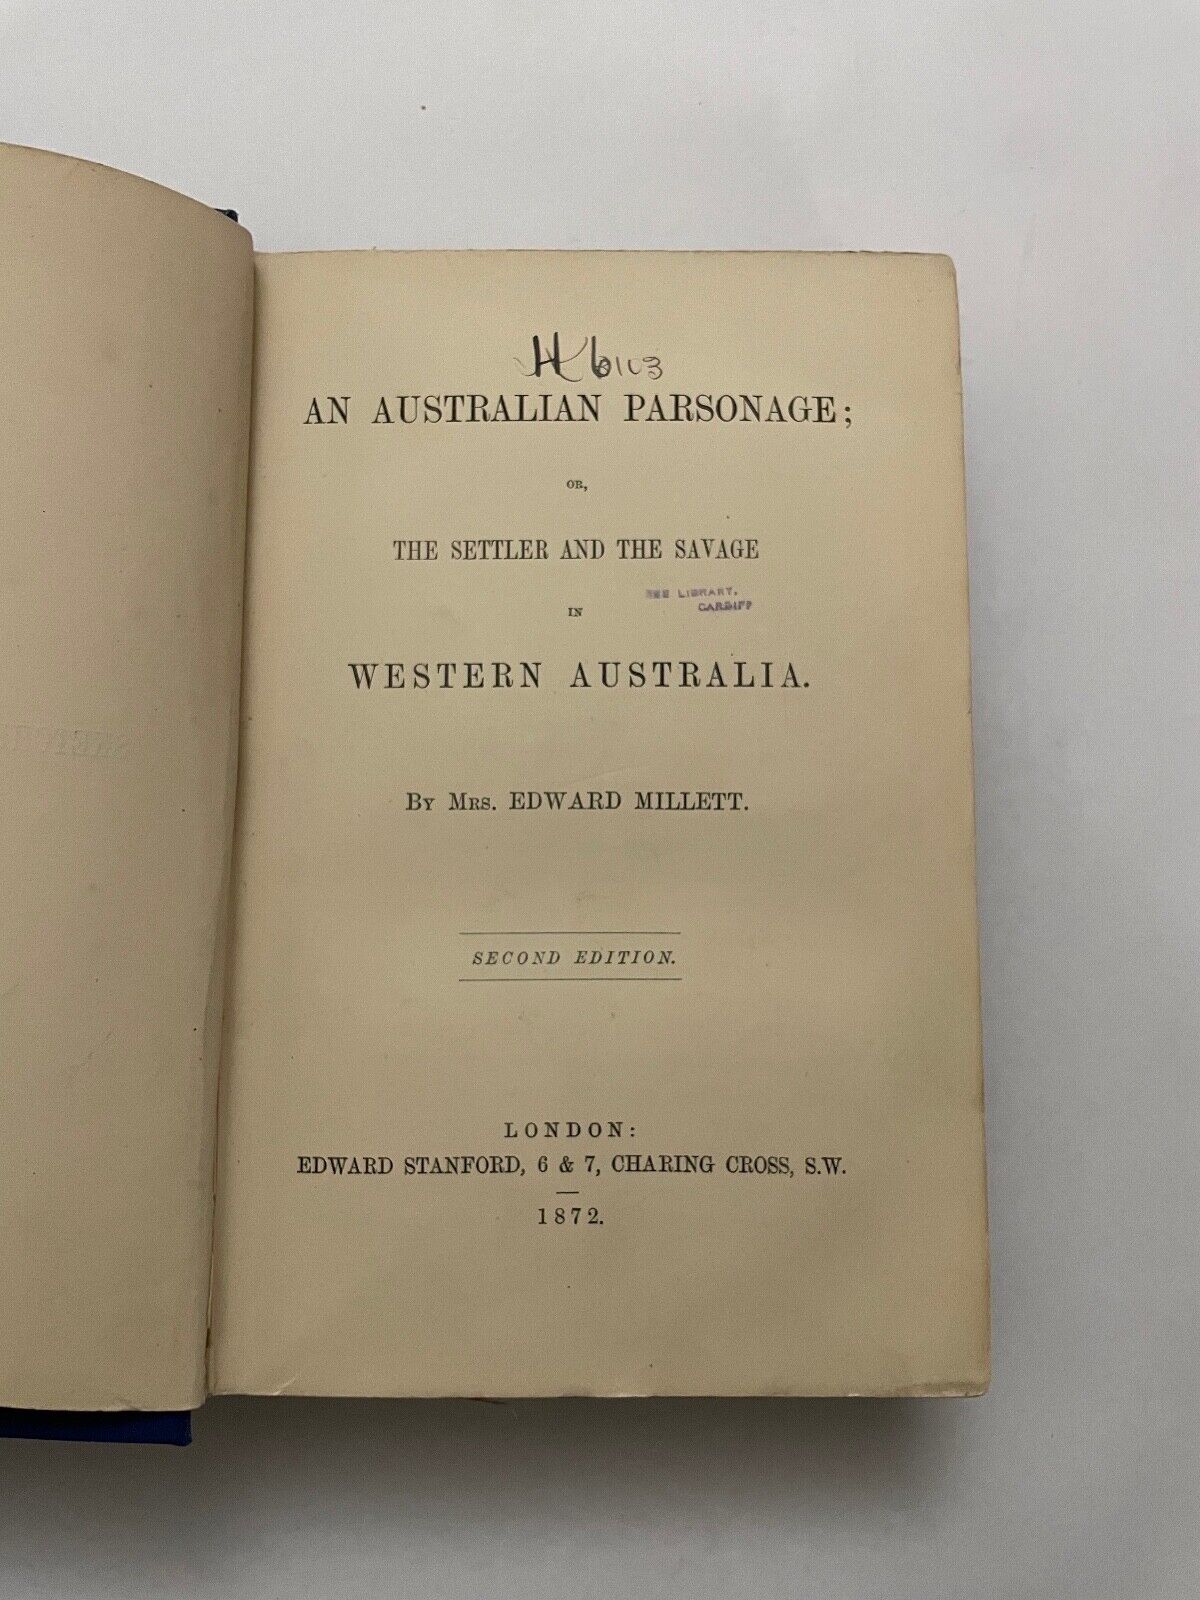 H 6103
AN AUSTRALIAN PARSONAGE;
OR,
THE SETTLER AND THE SAVAGE
IN
THE LIBRARY,
CARDIFF
WESTERN AUSTRALIA.
BY MRS. EDWARD MILLETT.
SECOND EDITION.
LONDON:
EDWARD STANFORD, 6 & 7, CHARING CROSS, S.W.
1872.